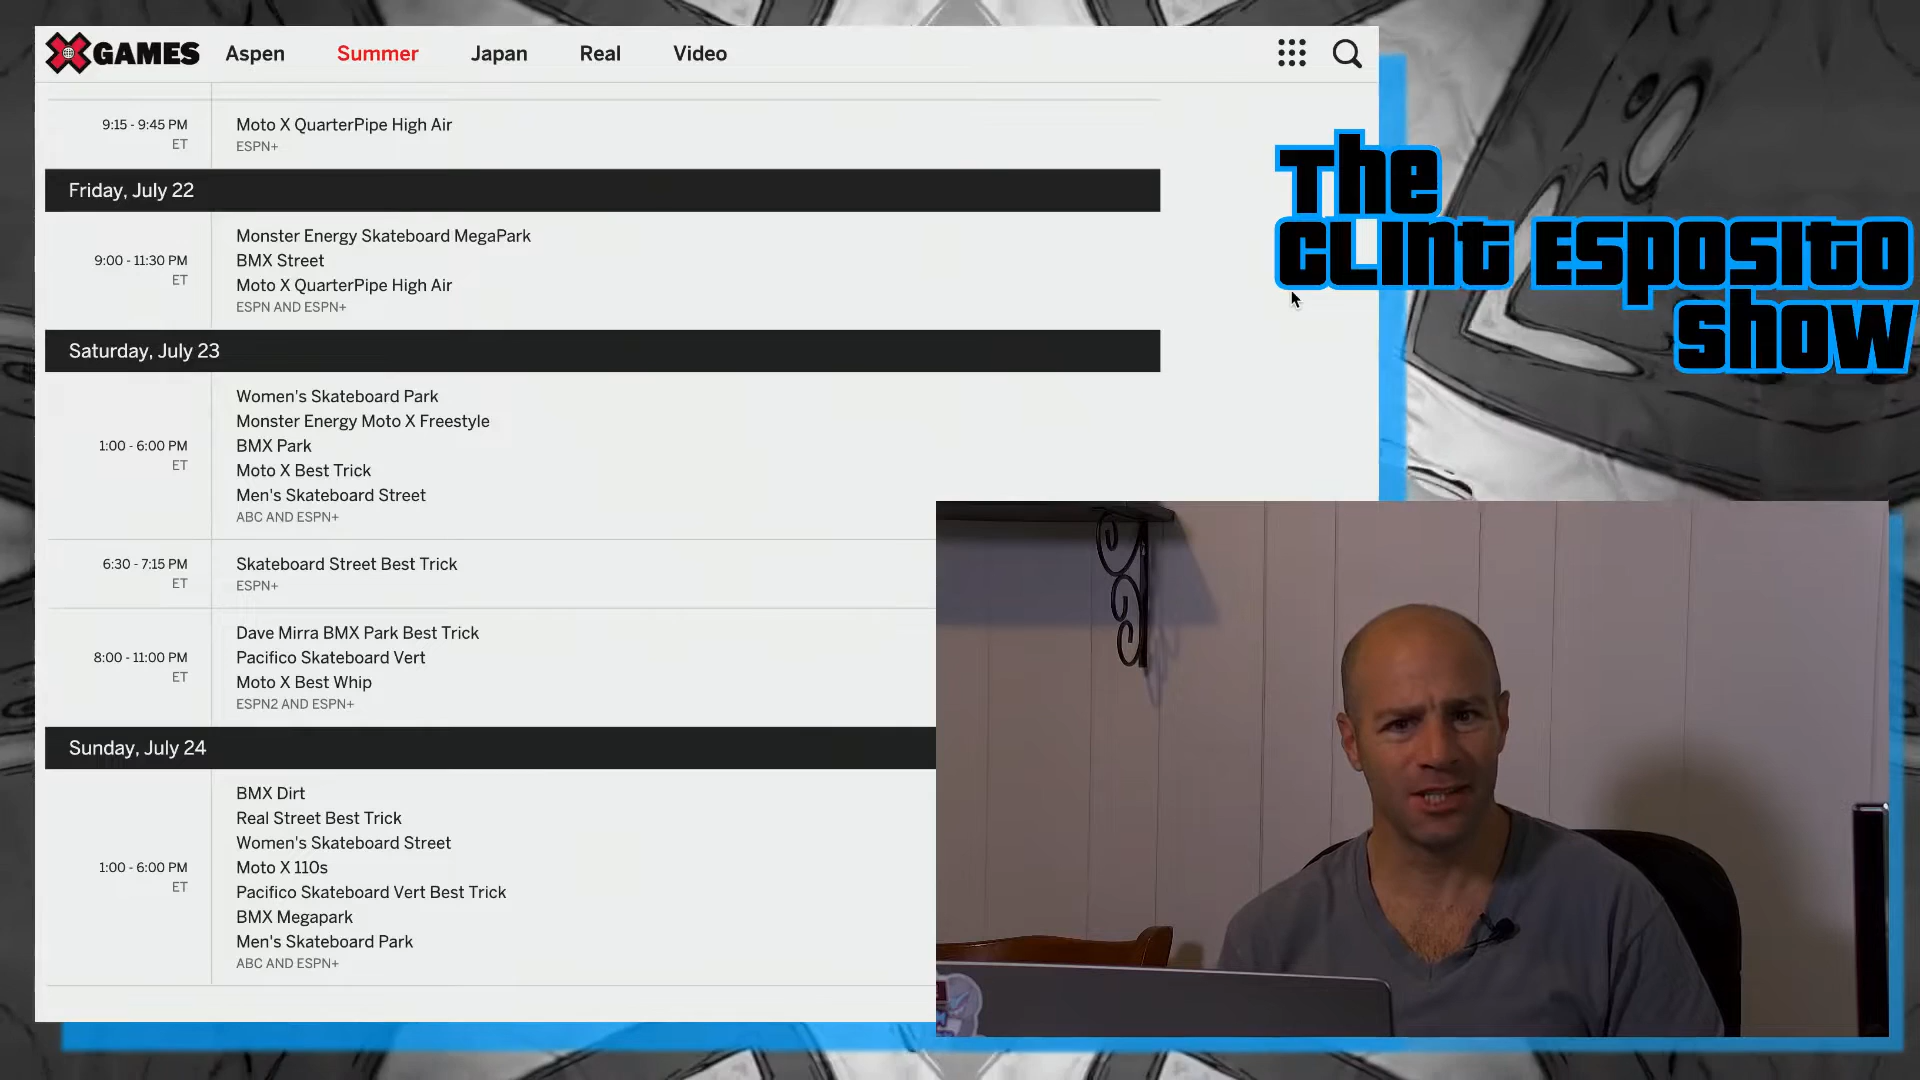 X GAMES
Aspen
Summer
Japan
Real
Video
9:15 - 9:45 PM
ET
Moto X QuarterPipe High Air
ESPN+
Friday, July 22
9:00 - 11:30 PM
ET
Monster Energy Skateboard MegaPark
BMX Street
Moto X QuarterPipe High Air
ESPN AND ESPN+
Saturday, July 23
1:00 - 6:00 PM
ET
Women's Skateboard Park
Monster Energy Moto X Freestyle
BMX Park
Moto X Best Trick
Men's Skateboard Street
ABC AND ESPN+
6:30 - 7:15 PM
ET
Skateboard Street Best Trick
ESPN+
8:00 - 11:00 PM
ET
Dave Mirra BMX Park Best Trick
Pacifico Skateboard Vert
Moto X Best Whip
ESPN2 AND ESPN+
Sunday, July 24
1:00 - 6:00 PM
ET
BMX Dirt
Real Street Best Trick
Women's Skateboard Street
Moto X 110s
Pacifico Skateboard Vert Best Trick
BMX Megapark
Men's Skateboard Park
ABC AND ESPN+
The
CLint Esposito
show